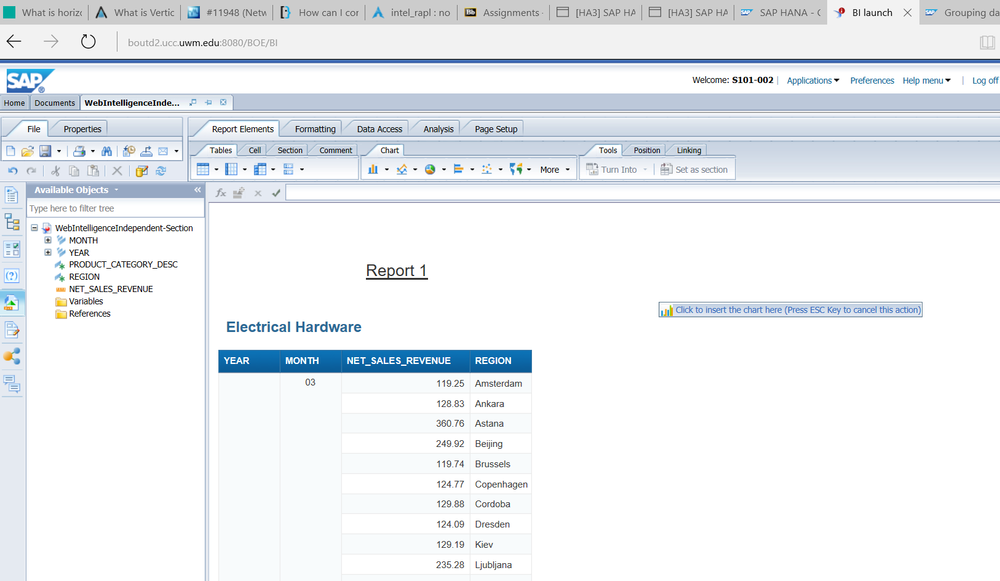 What is horiz
What is Vertic
#11948 (Netw
How can I cor
intel_rapl : no
Bb Assignments -
[HA3] SAP HA
[HA3] SAP HA
SAP SAP HANA - C
BI launch
SAP Grouping da
boutd2.ucc.uwm.edu:8080/BOE/BI
SAP ®
Welcome: S101-002 | Applications Preferences Help menu | Log off
Home Documents WebIntelligenceInde...
File Properties
Report Elements Formatting Data Access Analysis Page Setup
Tables Cell Section Comment Chart Tools Position Linking
More Turn Into Set as section
Available Objects «
fx
Type here to filter tree
WebIntelligenceIndependent-Section
MONTH
YEAR
PRODUCT_CATEGORY_DESC
REGION
NET_SALES_REVENUE
Variables
References
Report 1
Click to insert the chart here (Press ESC Key to cancel this action)
Electrical Hardware
YEAR MONTH NET_SALES_REVENUE REGION
03 119.25 Amsterdam
128.83 Ankara
360.76 Astana
249.92 Beijing
119.74 Brussels
124.77 Copenhagen
129.88 Cordoba
124.09 Dresden
129.19 Kiev
235.28 Ljubljana